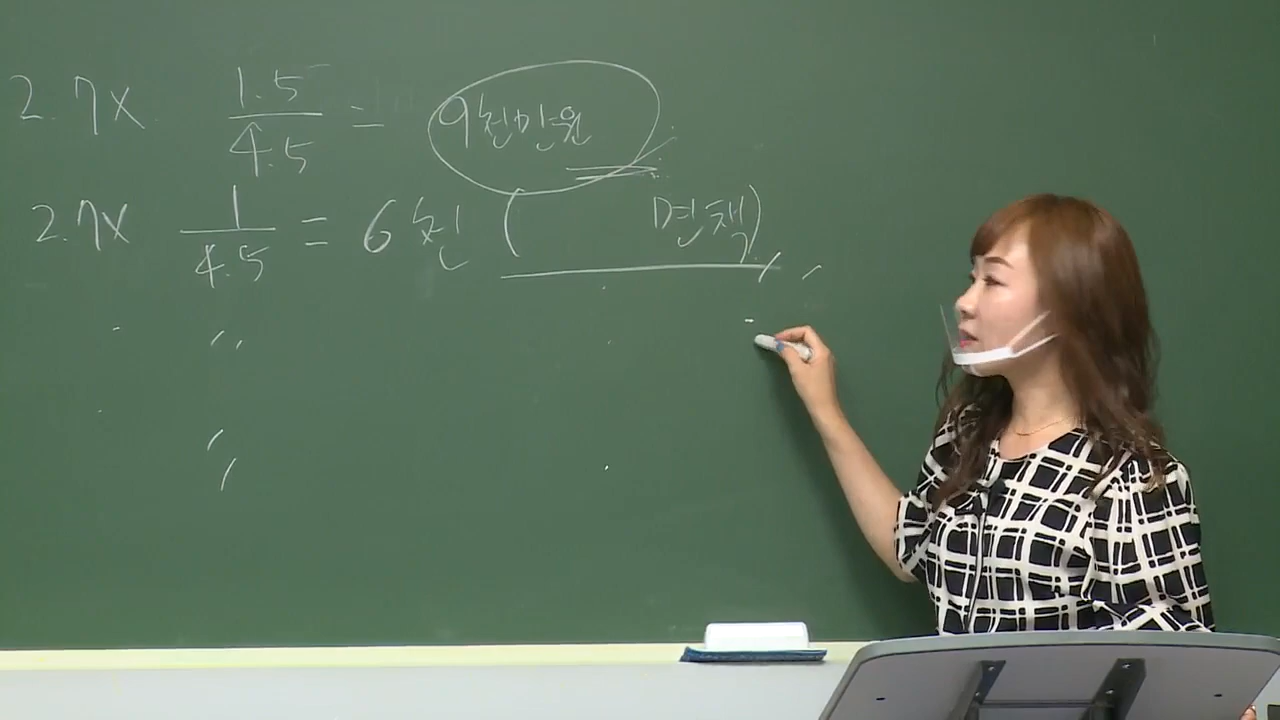 2.7x 1.5/4.5 = 9천만원
2.7x 1/4.5 = 6천 ( 면책)
〃
〃